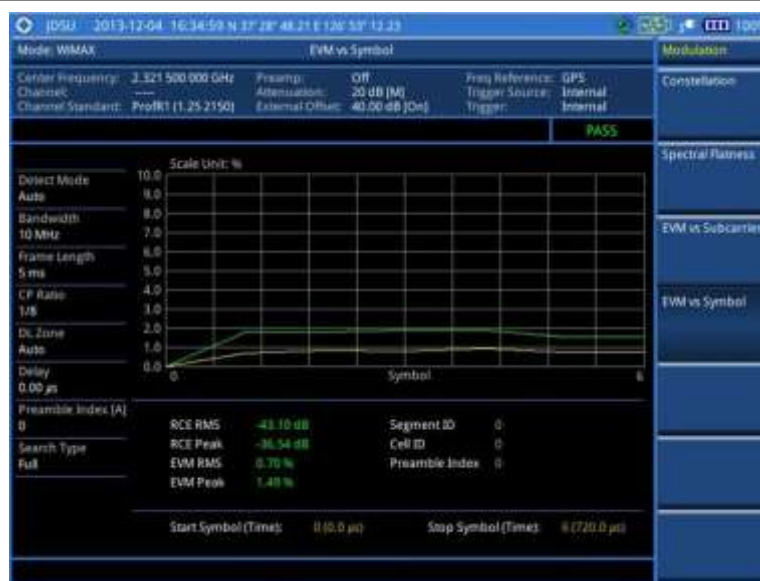 JDSU 2013-12-04 16:34:59 N 37° 28' 48.21 E 126° 53' 12.23 100%
Mode: WiMAX EVM vs Symbol Modulation
Center Frequency: 2.321 500 000 GHz Preamp: Off Freq Reference: GPS
Channel: ---- Attenuation: 20 dB [M] Trigger Source: Internal
Channel Standard: ProfR1 (1.25 2150) External Offset: 40.00 dB [On] Trigger: Internal
Constellation
PASS
Spectral Flatness
Scale Unit: %
Detect Mode
Auto
Bandwidth
10 MHz
Frame Length
5 ms
CP Ratio
1/8
DL Zone
Auto
Delay
0.00 µs
Preamble Index [A]
0
Search Type
Full
10.0
9.0
8.0
7.0
6.0
5.0
4.0
3.0
2.0
1.0
0.0
0 Symbol 6
EVM vs Subcarrier
EVM vs Symbol
RCE RMS -43.10 dB Segment ID 0
RCE Peak -36.54 dB Cell ID 0
EVM RMS 0.70 % Preamble Index 0
EVM Peak 1.49 %
Start Symbol (Time): 0 (0.0 µs) Stop Symbol (Time): 6 (720.0 µs)